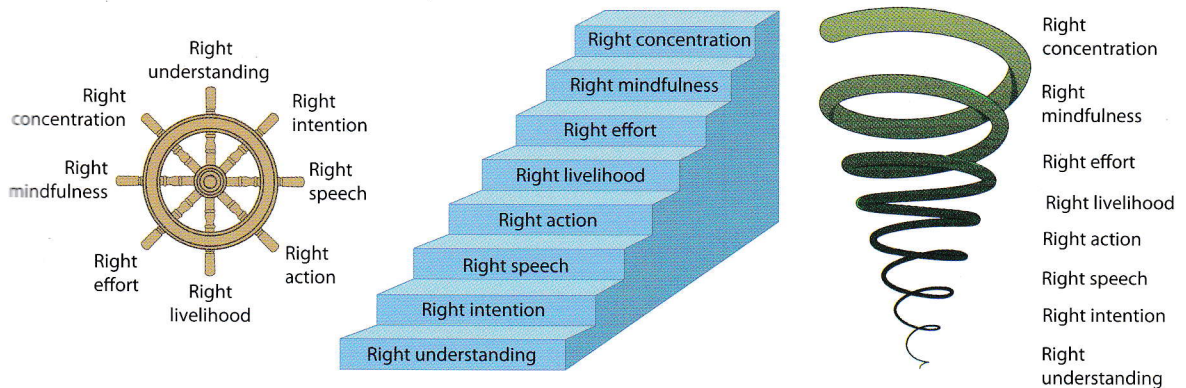 Right
understanding
Right
concentration
Right
intention
Right
mindfulness
Right
speech
Right
effort
Right
action
Right
livelihood
Right concentration
Right mindfulness
Right effort
Right livelihood
Right action
Right speech
Right intention
Right understanding
Right
concentration
Right
mindfulness
Right effort
Right livelihood
Right action
Right speech
Right intention
Right
understanding